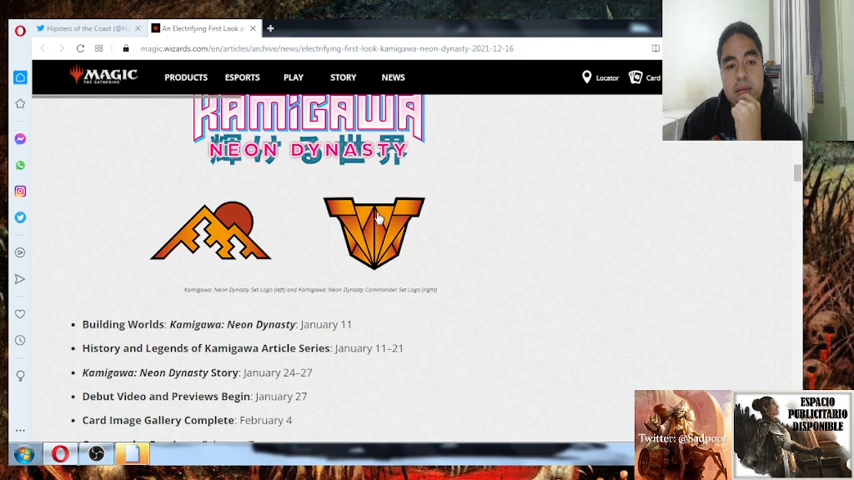 Hipsters of the Coast (@Hi
An Electrifying First Look a
magic.wizards.com/en/articles/archive/news/electrifying-first-look-kamigawa-neon-dynasty-2021-12-16
MAGIC
THE GATHERING
PRODUCTS
ESPORTS
PLAY
STORY
NEWS
Locator
Card
KAMIGAWA
輝ける世界
NEON DYNASTY
Kamigawa: Neon Dynasty Set Logo (left) and Kamigawa: Neon Dynasty Commander Set Logo (right)
• Building Worlds: Kamigawa: Neon Dynasty: January 11
• History and Legends of Kamigawa Article Series: January 11–21
• Kamigawa: Neon Dynasty Story: January 24–27
• Debut Video and Previews Begin: January 27
• Card Image Gallery Complete: February 4
Twitter: @Sadpoor
ESPACIO
PUBLICITARIO
DISPONIBLE